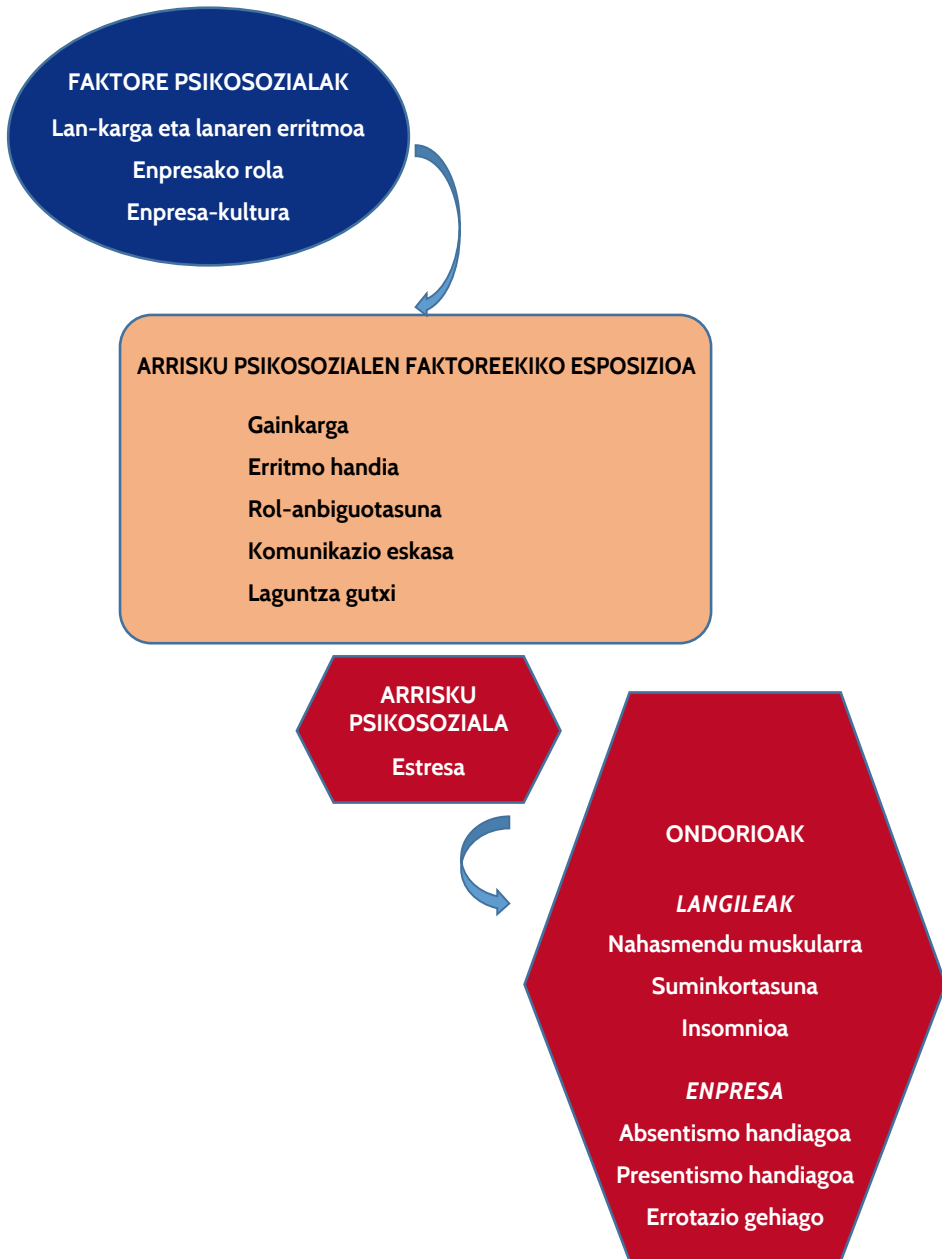 FAKTORE PSIKOSOZIALAK
Lan-karga eta lanaren erritmoa
Enpresako rola
Enpresa-kultura
ARRISKU PSIKOSOZIALEN FAKTOREEKIKO ESPOSIZIOA
Gainkarga
Erritmo handia
Rol-anbiguotasuna
Komunikazio eskasa
Laguntza gutxi
ARRISKU
PSIKOSOZIALA
Estresa
ONDORIOAK
LANGILEAK
Nahasmendu muskularra
Suminkortasuna
Insomnioa
ENPRESA
Absentismo handiagoa
Presentismo handiagoa
Errotazio gehiago